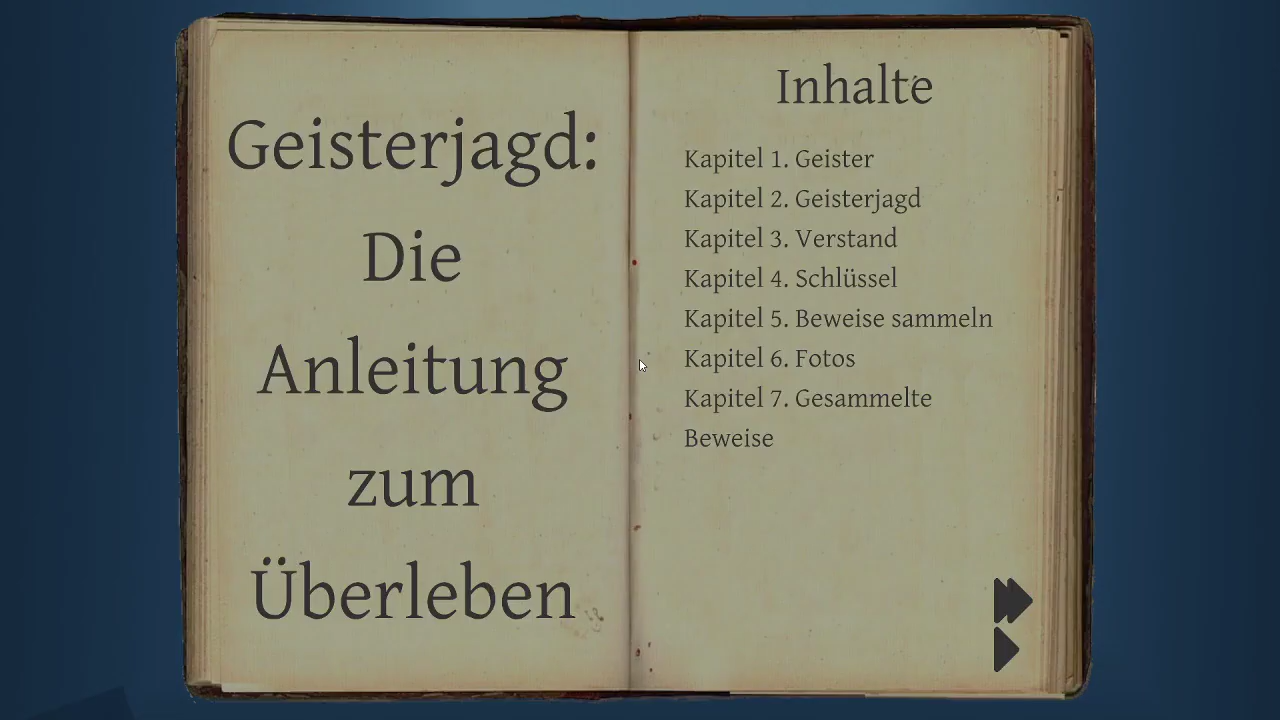 Geisterjagd:
Die
Anleitung
zum
Überleben
Inhalte
Kapitel 1. Geister
Kapitel 2. Geisterjagd
Kapitel 3. Verstand
Kapitel 4. Schlüssel
Kapitel 5. Beweise sammeln
Kapitel 6. Fotos
Kapitel 7. Gesammelte
Beweise